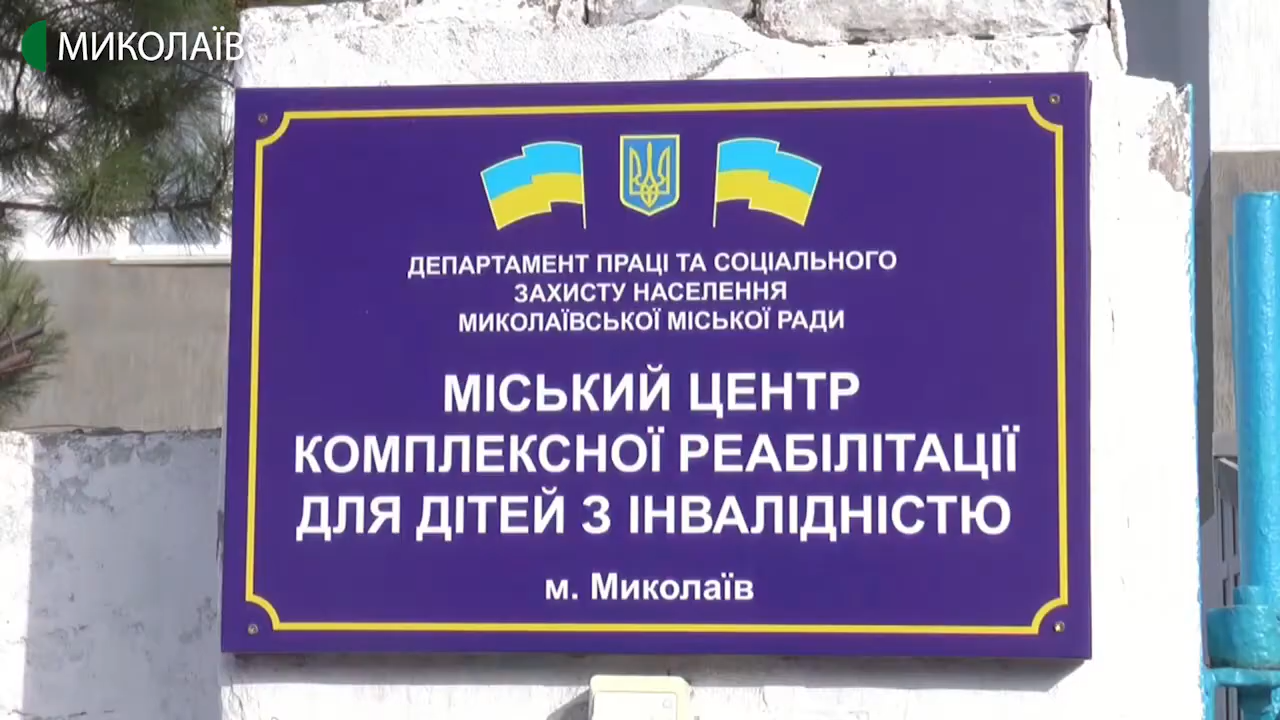 МИКОЛАЇВ
ДЕПАРТАМЕНТ ПРАЦІ ТА СОЦІАЛЬНОГО
ЗАХИСТУ НАСЕЛЕННЯ
МИКОЛАЇВСЬКОЇ МІСЬКОЇ РАДИ
МІСЬКИЙ ЦЕНТР
КОМПЛЕКСНОЇ РЕАБІЛІТАЦІЇ
ДЛЯ ДІТЕЙ З ІНВАЛІДНІСТЮ
м. Миколаїв